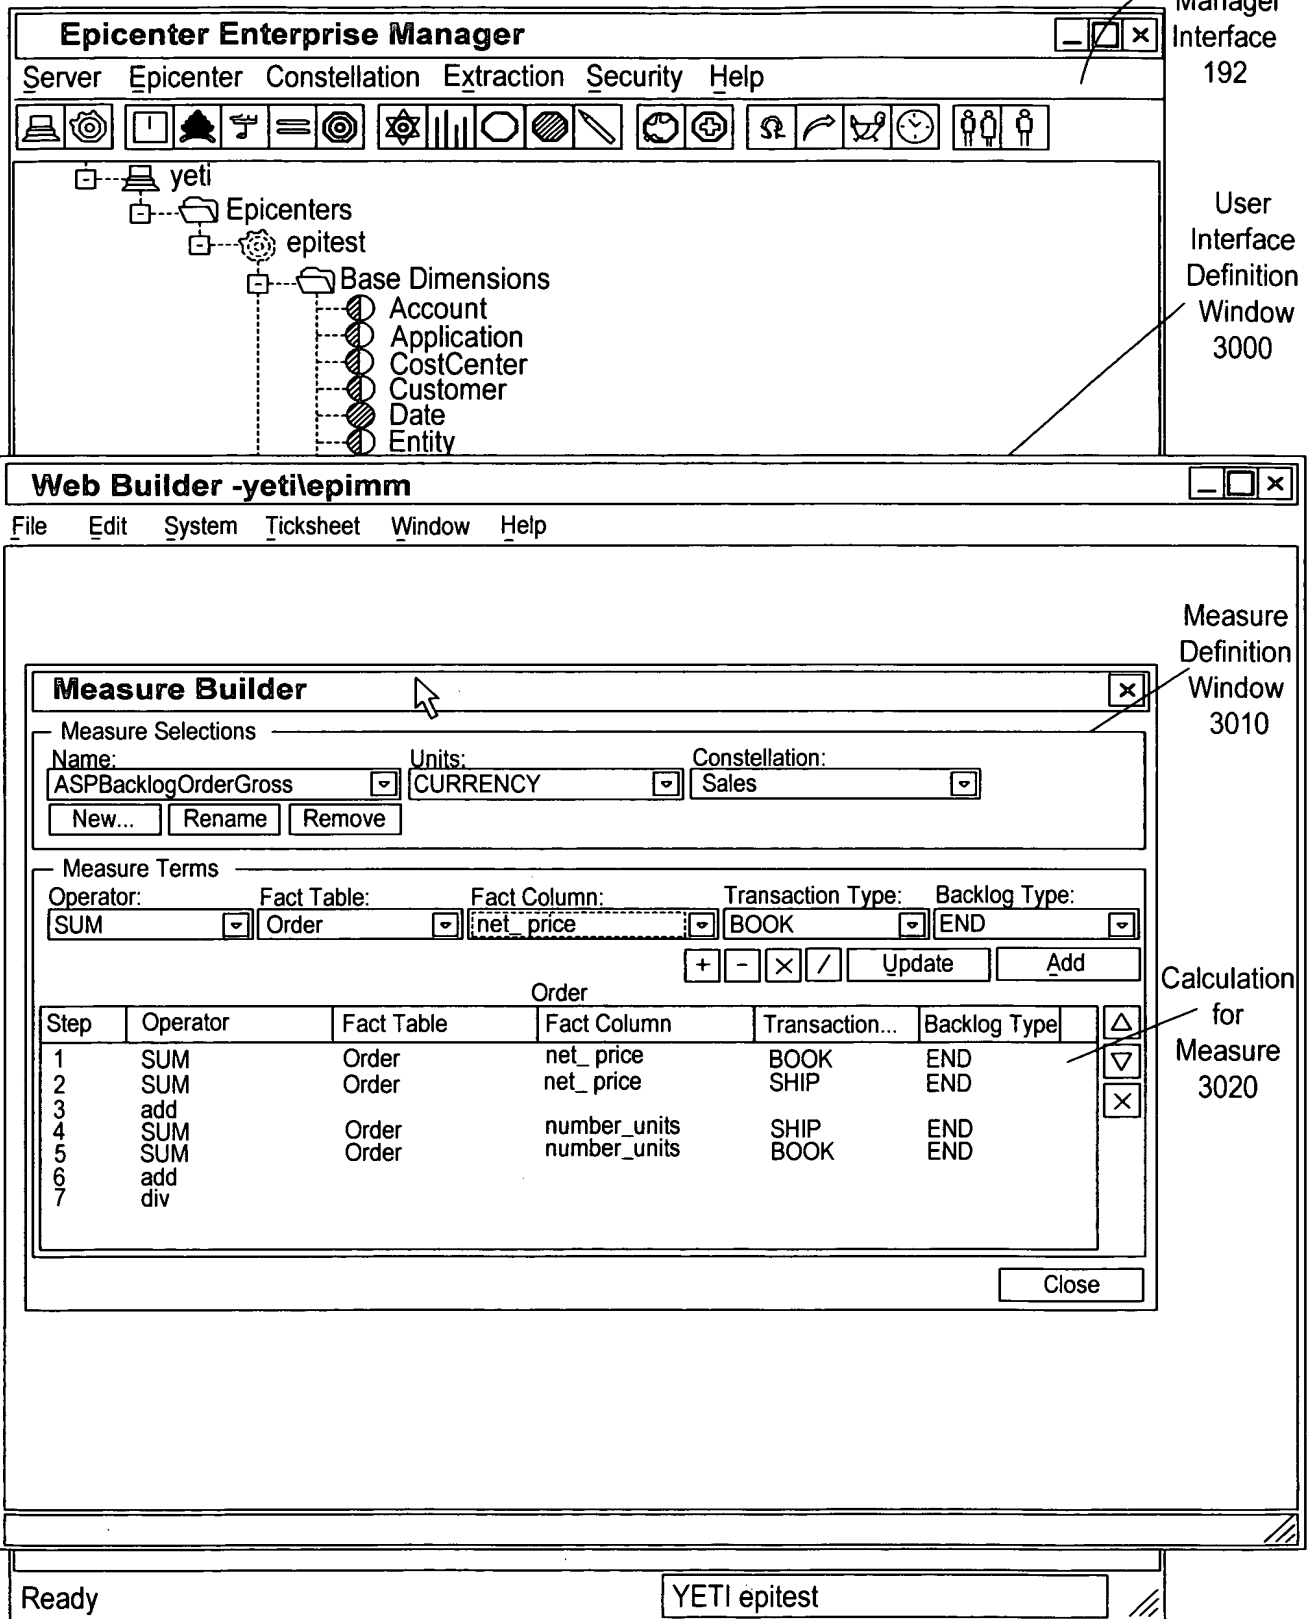 Manager
Interface
192
Epicenter Enterprise Manager
Server Epicenter Constellation Extraction Security Help
yeti
Epicenters
epitest
Base Dimensions
Account
Application
CostCenter
Customer
Date
Entity
User
Interface
Definition
Window
3000
Web Builder -yeti\epimm
File Edit System Ticksheet Window Help
Measure
Definition
Window
3010
Measure Builder
Measure Selections
Name: Units: Constellation:
ASPBacklogOrderGross CURRENCY Sales
New... Rename Remove
Measure Terms
Operator: Fact Table: Fact Column: Transaction Type: Backlog Type:
SUM Order net_ price BOOK END
+ - × / Update Add
Order
Step Operator Fact Table Fact Column Transaction... Backlog Type
1 SUM Order net_ price BOOK END
2 SUM Order net_ price SHIP END
3 add
4 SUM Order number_units SHIP END
5 SUM Order number_units BOOK END
6 add
7 div
Calculation
for
Measure
3020
Close
Ready YETI epitest